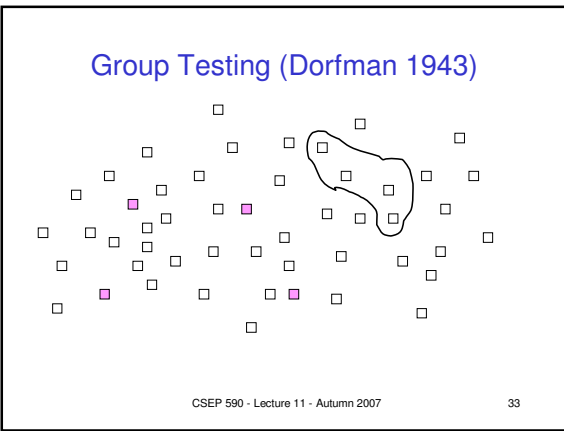 Group Testing (Dorfman 1943)
CSEP 590 - Lecture 11 - Autumn 2007 33